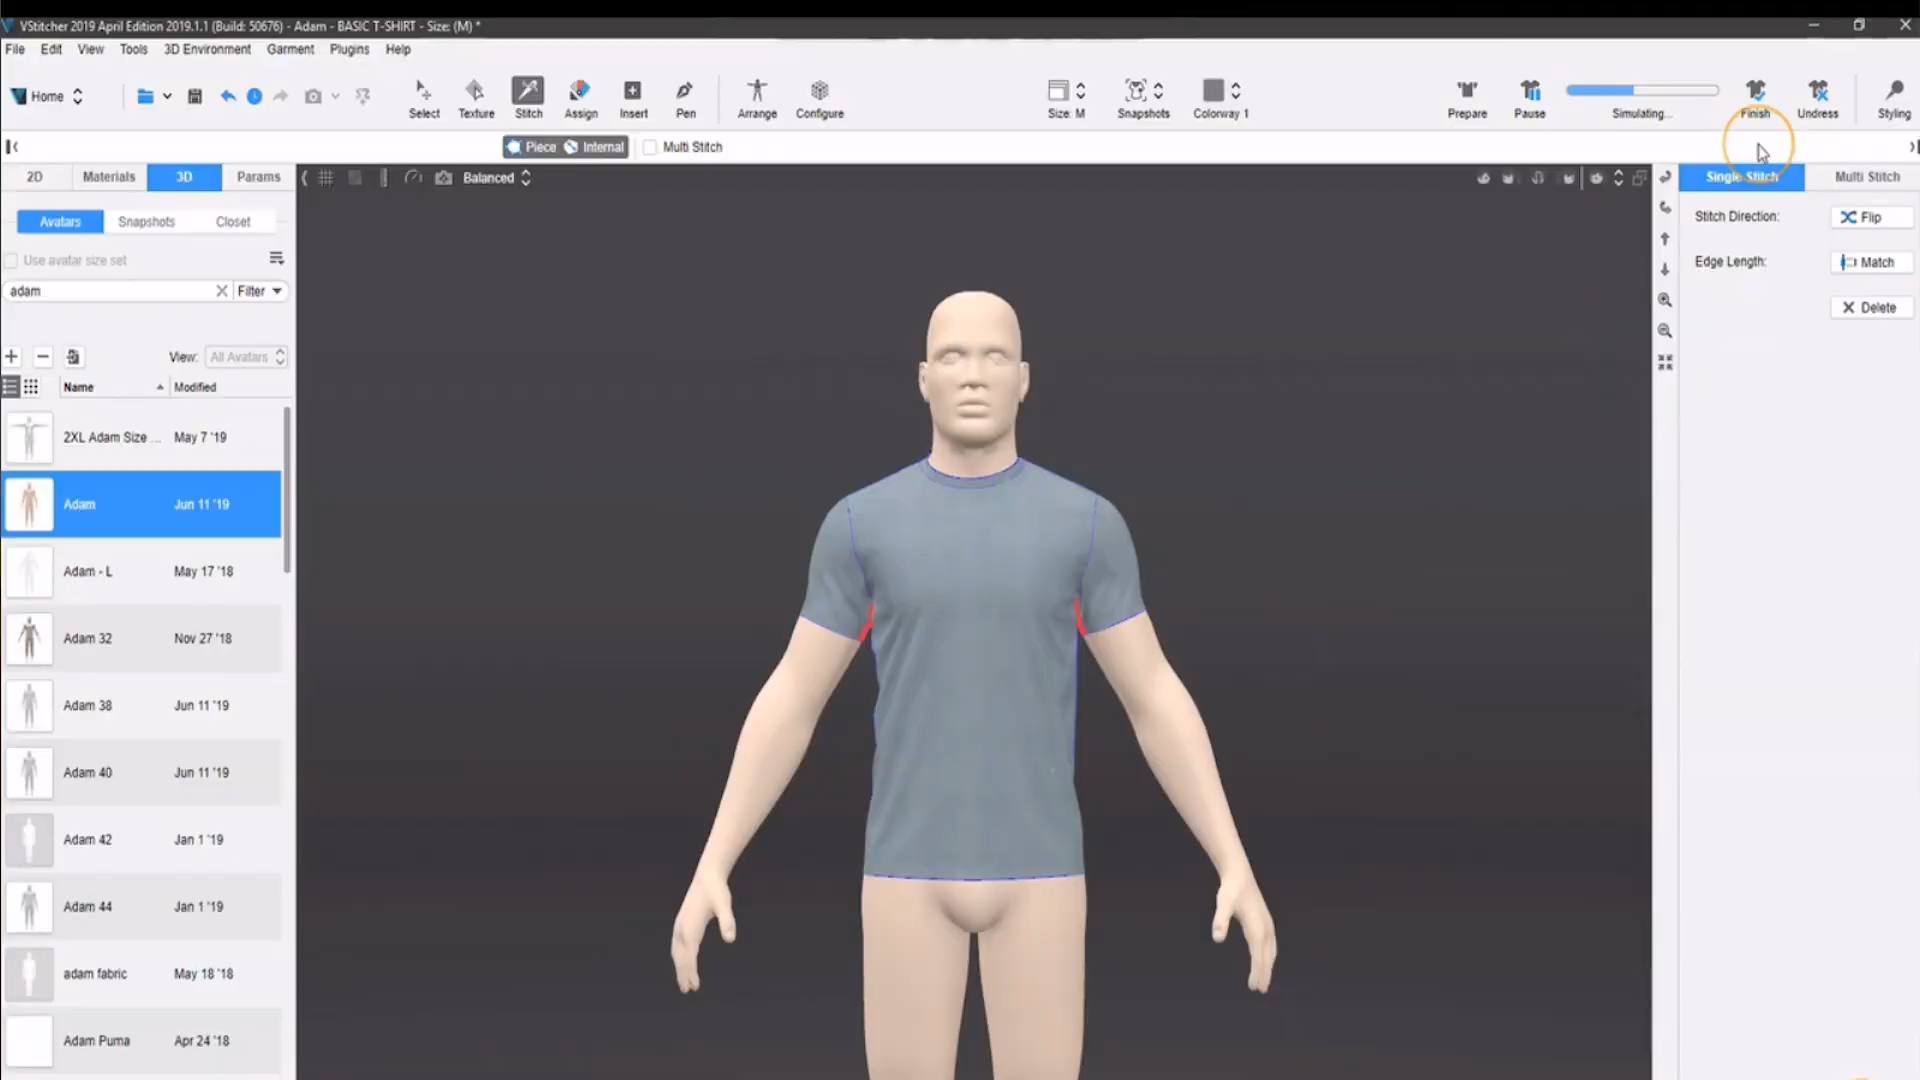 VStitcher 2019 April Edition 2019.1.1 (Build: 50676) - Adam - BASIC T-SHIRT - Size: (M) *
File Edit View Tools 3D Environment Garment Plugins Help
Home
Select Texture Stitch Assign Insert Pen Arrange Configure Size: M Snapshots Colorway 1 Prepare Pause Simulating... Finish Undress Styling
Piece Internal Multi Stitch
2D Materials 3D Params Balanced Single Stitch Multi Stitch
Avatars Snapshots Closet
Stitch Direction: Flip
Use avatar size set
Edge Length: Match
adam Filter
Delete
View: All Avatars
Name Modified
2XL Adam Size ... May 7 '19
Adam Jun 11 '19
Adam - L May 17 '18
Adam 32 Nov 27 '18
Adam 38 Jun 11 '19
Adam 40 Jun 11 '19
Adam 42 Jan 1 '19
Adam 44 Jan 1 '19
adam fabric May 18 '18
Adam Puma Apr 24 '18